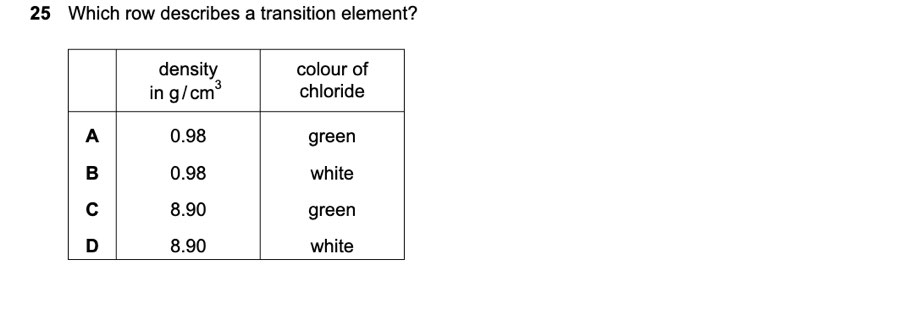 25 Which row describes a transition element?
density in g/cm³ colour of chloride
A 0.98 green
B 0.98 white
C 8.90 green
D 8.90 white